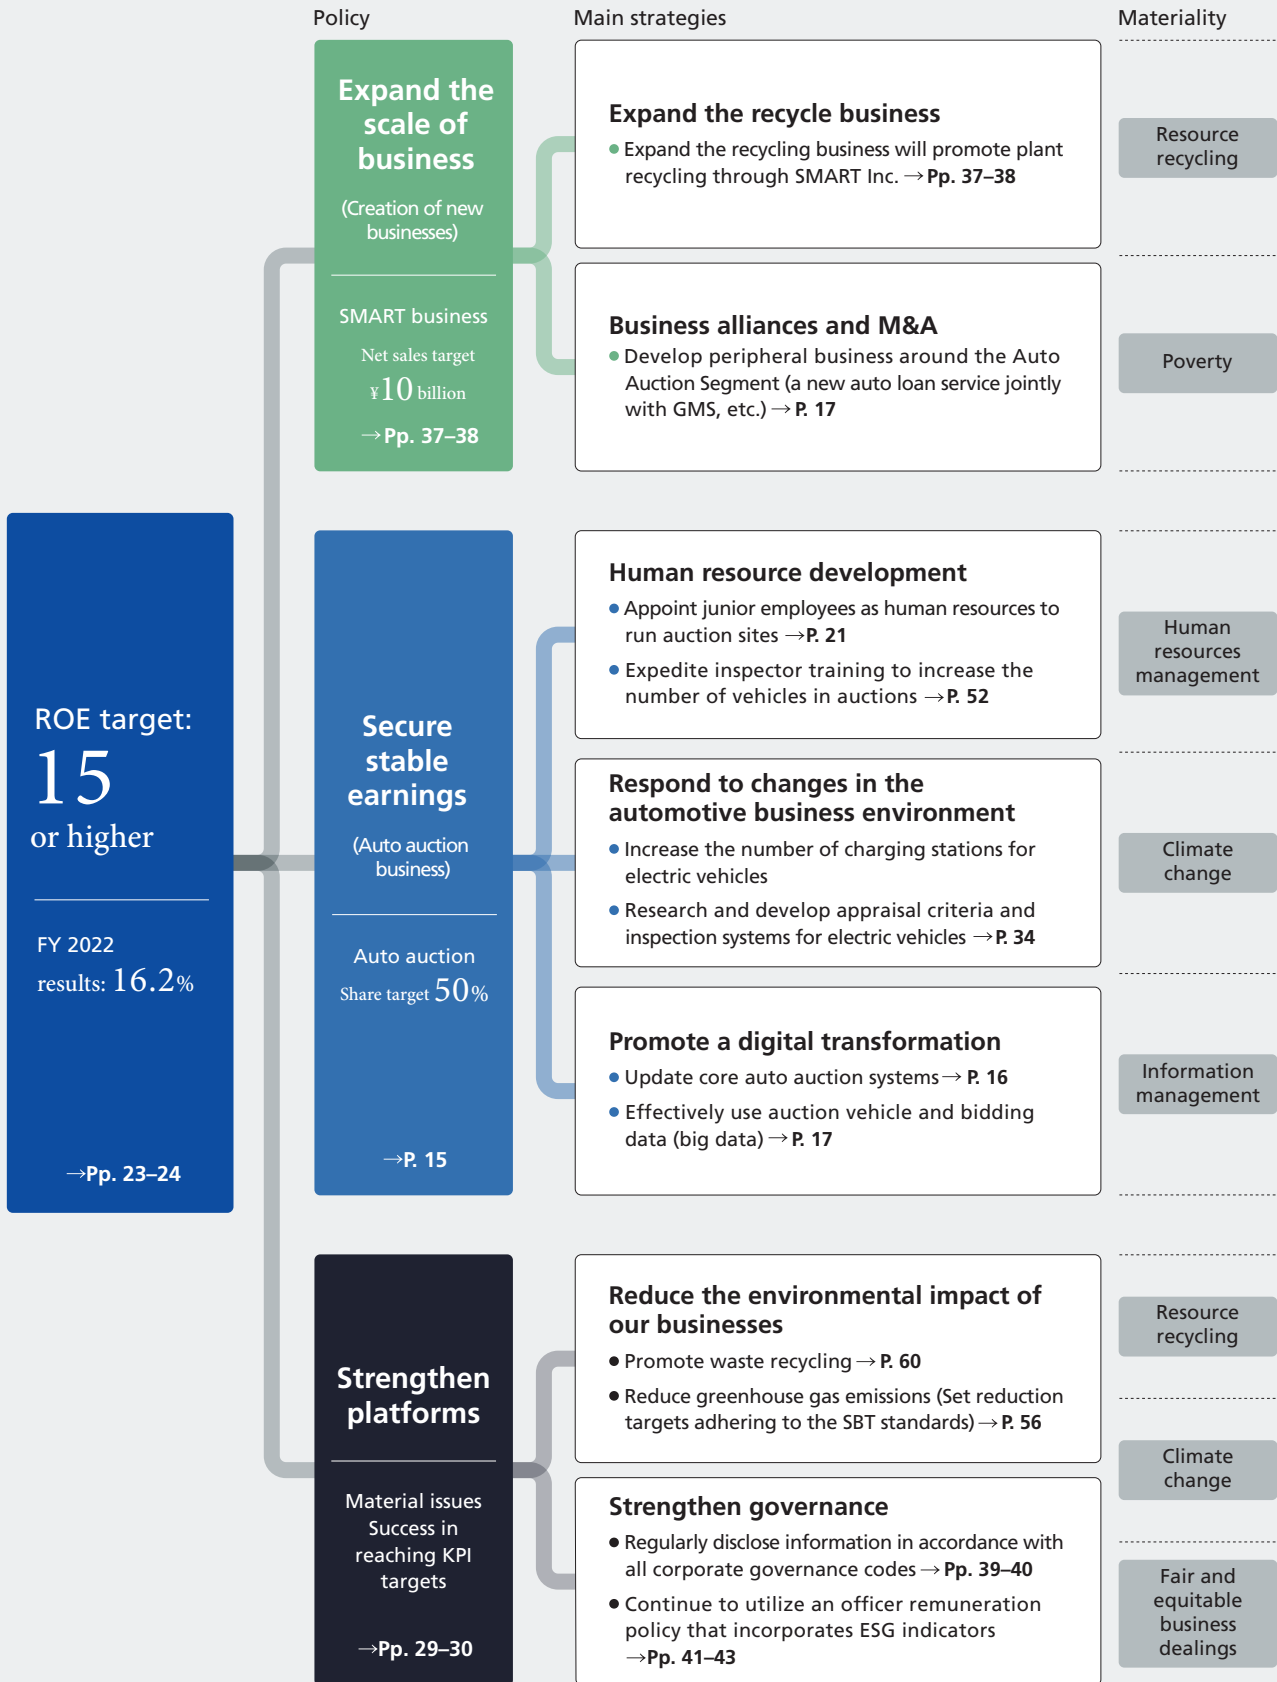 Policy
Main strategies
Materiality
ROE target:
15
or higher
FY 2022
results: 16.2%
→Pp. 23–24
Expand the
scale of
business
(Creation of new
businesses)
SMART business
Net sales target
¥10 billion
→Pp. 37–38
Expand the recycle business
• Expand the recycling business will promote plant
recycling through SMART Inc. → Pp. 37–38
Resource
recycling
Business alliances and M&A
• Develop peripheral business around the Auto
Auction Segment (a new auto loan service jointly
with GMS, etc.) → P. 17
Poverty
Secure
stable
earnings
(Auto auction
business)
Auto auction
Share target 50%
→P. 15
Human resource development
• Appoint junior employees as human resources to
run auction sites →P. 21
• Expedite inspector training to increase the
number of vehicles in auctions →P. 52
Human
resources
management
Respond to changes in the
automotive business environment
• Increase the number of charging stations for
electric vehicles
• Research and develop appraisal criteria and
inspection systems for electric vehicles →P. 34
Climate
change
Promote a digital transformation
• Update core auto auction systems→ P. 16
• Effectively use auction vehicle and bidding
data (big data) → P. 17
Information
management
Strengthen
platforms
Material issues
Success in
reaching KPI
targets
→Pp. 29–30
Reduce the environmental impact of
our businesses
• Promote waste recycling → P. 60
• Reduce greenhouse gas emissions (Set reduction
targets adhering to the SBT standards) → P. 56
Resource
recycling
Climate
change
Strengthen governance
• Regularly disclose information in accordance with
all corporate governance codes → Pp. 39–40
• Continue to utilize an officer remuneration
policy that incorporates ESG indicators
→Pp. 41–43
Fair and
equitable
business
dealings